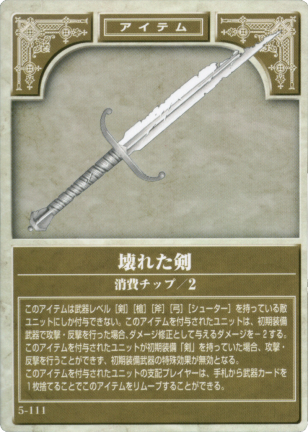 アイテム
壊れた剣
消費チップ/2
このアイテムは武器レベル［剣］［槍］［斧］［弓］［シューター］を持っている敵
ユニットにしか付与できない。このアイテムを付与されたユニットは、初期装備
武器で攻撃・反撃を行った場合、ダメージ修正として与えるダメージを－2する。
このアイテムを付与されたユニットが初期装備「剣」を持っていた場合、攻撃・
反撃を行うことができず、初期装備武器の特殊効果が無効となる。
このアイテムを付与されたユニットの支配プレイヤーは、手札から武器カードを
1枚捨てることでこのアイテムをリムーブすることができる。
5-111